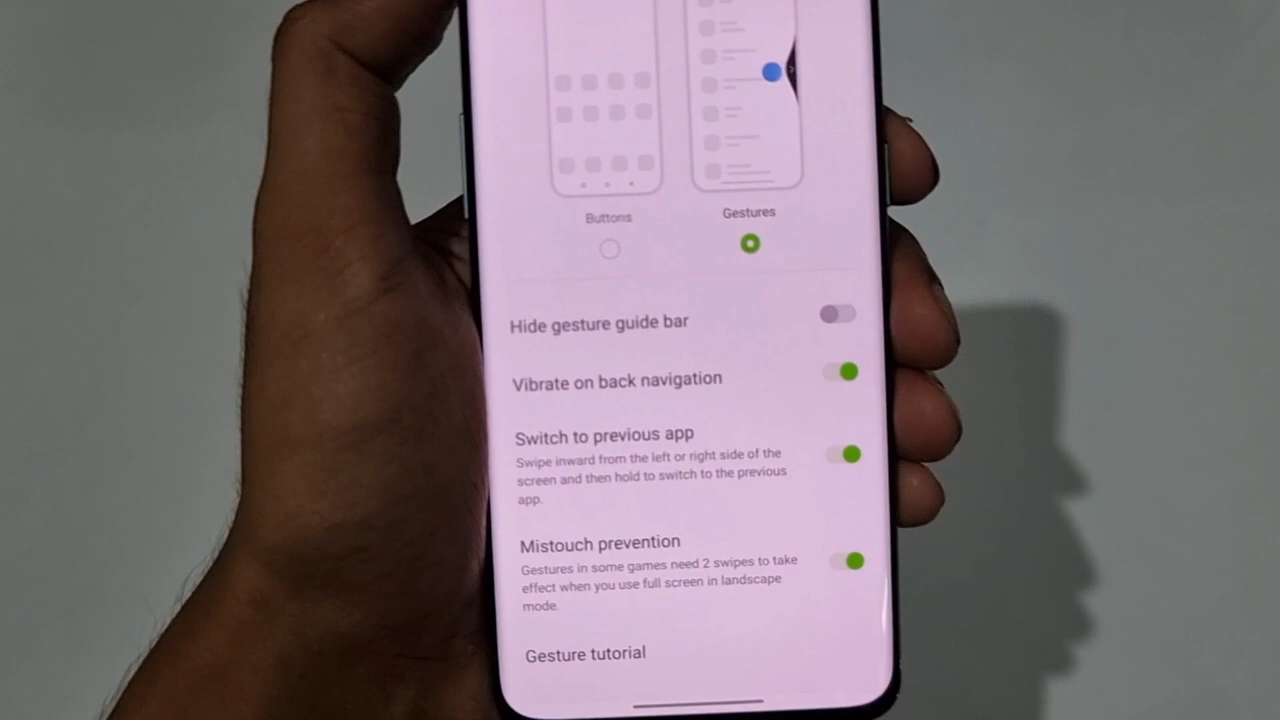 Buttons
Gestures
Hide gesture guide bar
Vibrate on back navigation
Switch to previous app
Swipe inward from the left or right side of the
screen and then hold to switch to the previous
app.
Mistouch prevention
Gestures in some games need 2 swipes to take
effect when you use full screen in landscape
mode.
Gesture tutorial